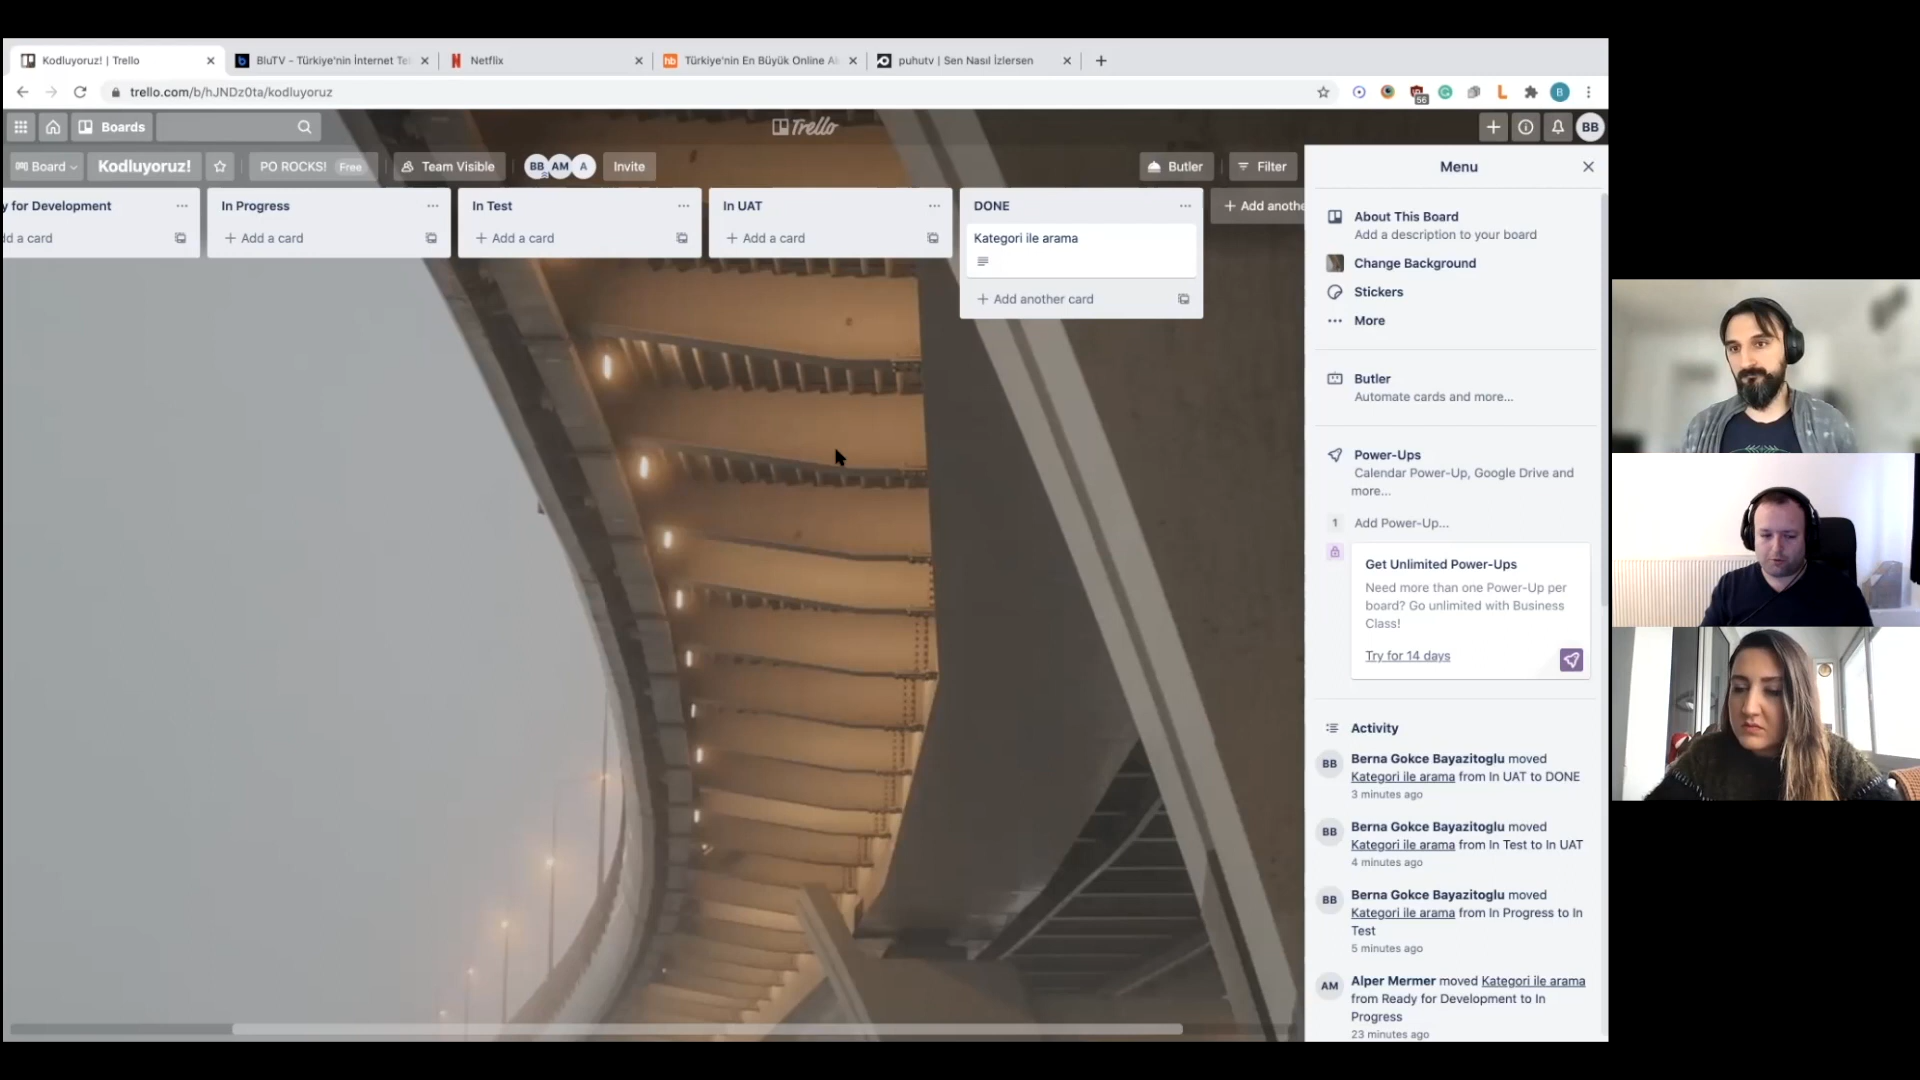 Kodluyoruz! | Trello
BluTV - Türkiye'nin İnternet Te
Netflix
Türkiye'nin En Büyük Online A
puhutv | Sen Nasıl İzlersen
trello.com/b/hJNDz0ta/kodluyoruz
56
B
Boards
Trello
BB
Board
Kodluyoruz!
PO ROCKS! Free
Team Visible
BB AM A
Invite
Butler
Filter
Menu
y for Development
In Progress
In Test
In UAT
DONE
+ Add anothe
dd a card
+ Add a card
+ Add a card
+ Add a card
Kategori ile arama
+ Add another card
About This Board
Add a description to your board
Change Background
Stickers
More
Butler
Automate cards and more...
Power-Ups
Calendar Power-Up, Google Drive and
more...
1 Add Power-Up...
Get Unlimited Power-Ups
Need more than one Power-Up per
board? Go unlimited with Business
Class!
Try for 14 days
Activity
BB
Berna Gokce Bayazitoglu moved
Kategori ile arama from In UAT to DONE
3 minutes ago
BB
Berna Gokce Bayazitoglu moved
Kategori ile arama from In Test to In UAT
4 minutes ago
BB
Berna Gokce Bayazitoglu moved
Kategori ile arama from In Progress to In
Test
5 minutes ago
AM
Alper Mermer moved Kategori ile arama
from Ready for Development to In
Progress
23 minutes ago